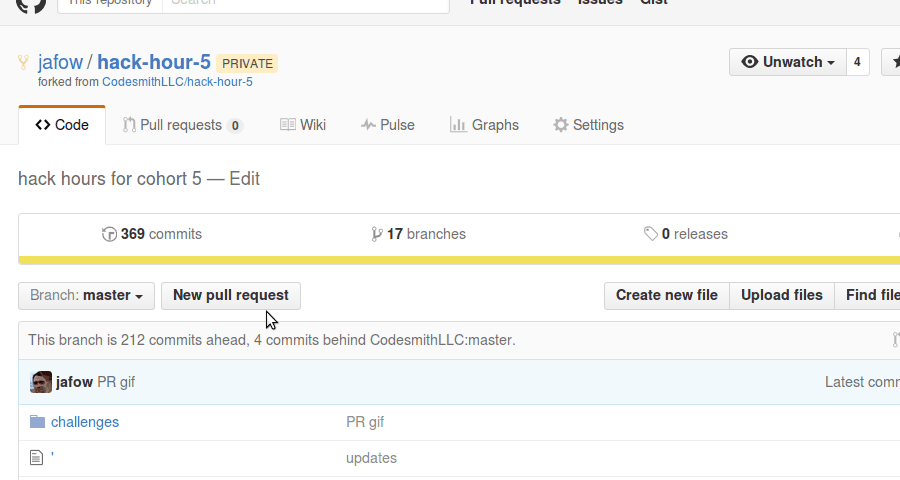 This repository Search Pull requests Issues Gist
jafow / hack-hour-5 PRIVATE Unwatch 4
forked from CodesmithLLC/hack-hour-5
Code Pull requests 0 Wiki Pulse Graphs Settings
hack hours for cohort 5 — Edit
369 commits 17 branches 0 releases
Branch: master New pull request Create new file Upload files Find file
This branch is 212 commits ahead, 4 commits behind CodesmithLLC:master.
jafow PR gif Latest comm
challenges PR gif
' updates